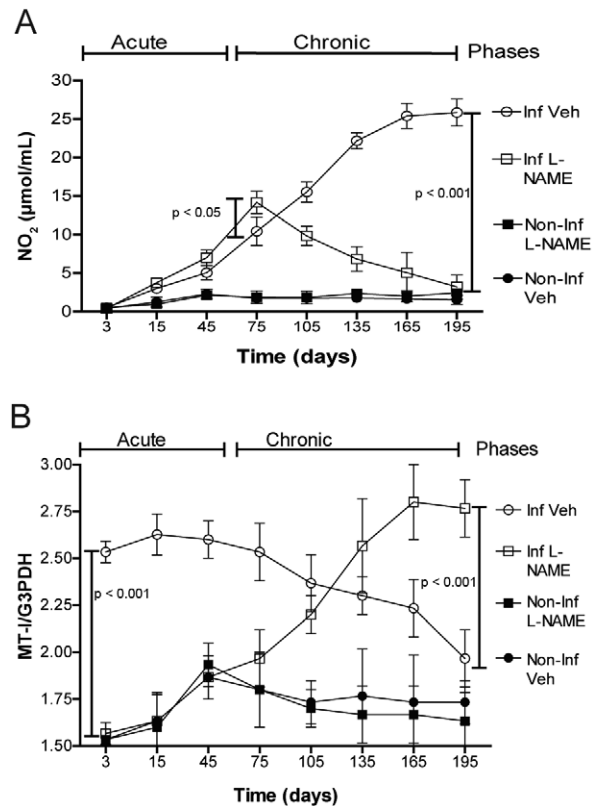 A
Acute Chronic Phases
30
25
20
15
10
5
0
NO2 (µmol/mL)
p < 0.05
p < 0.001
Inf Veh
Inf L-
NAME
Non-Inf
L-NAME
Non-Inf
Veh
3 15 45 75 105 135 165 195
Time (days)
B
Acute Chronic Phases
3.00
2.75
2.50
2.25
2.00
1.75
1.50
MT-I/G3PDH
p < 0.001
p < 0.001
Inf Veh
Inf L-
NAME
Non-Inf
L-NAME
Non-Inf
Veh
3 15 45 75 105 135 165 195
Time (days)